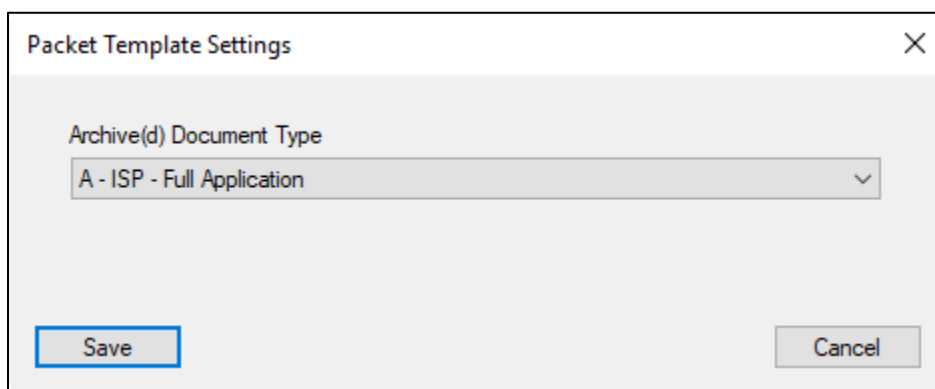 Packet Template Settings
Archive(d) Document Type
A - ISP - Full Application
Save
Cancel